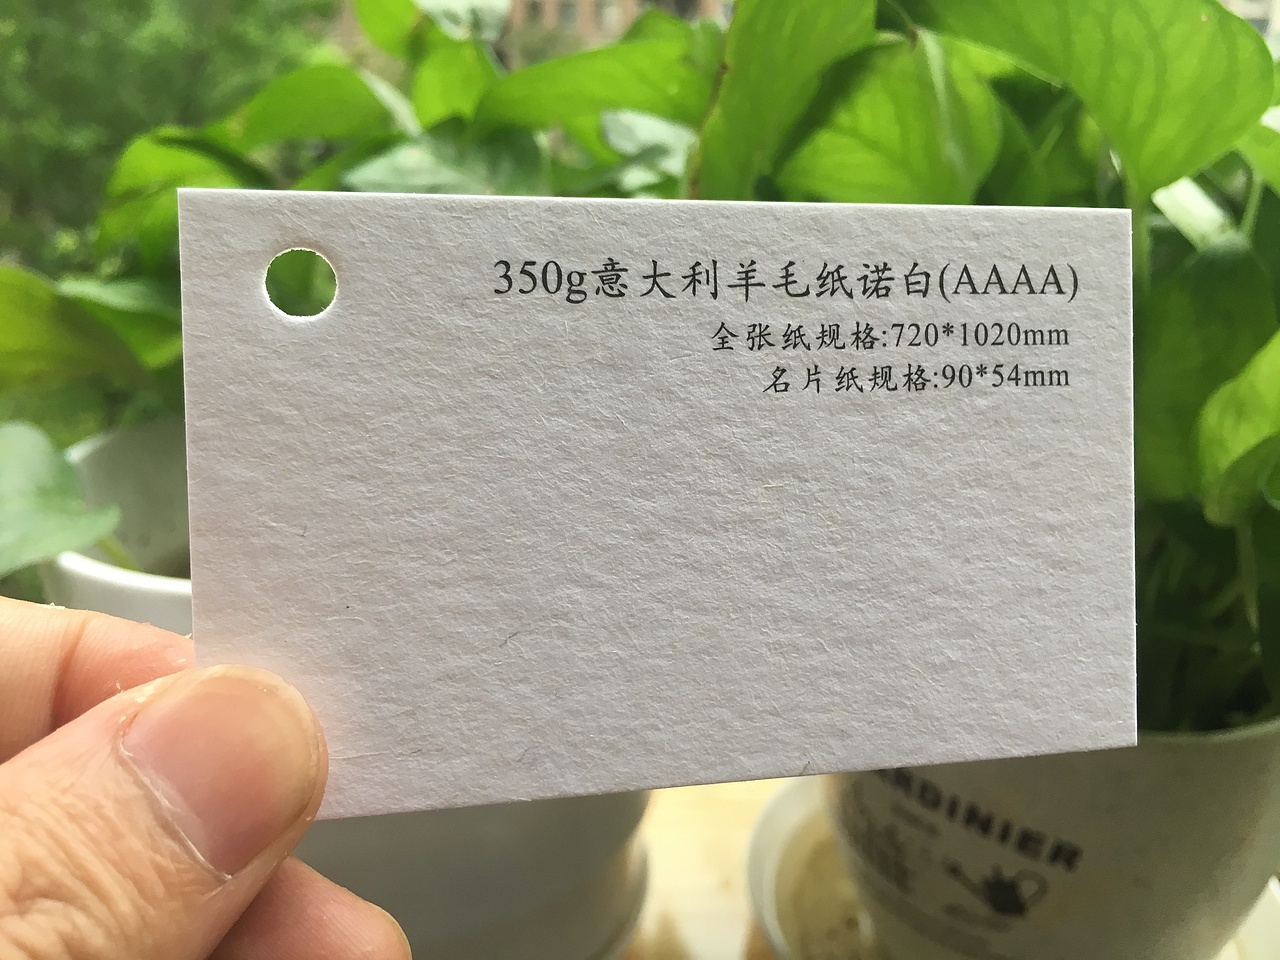 350g意大利羊毛纸诺白(AAAA)
全张纸规格:720*1020mm
名片纸规格:90*54mm